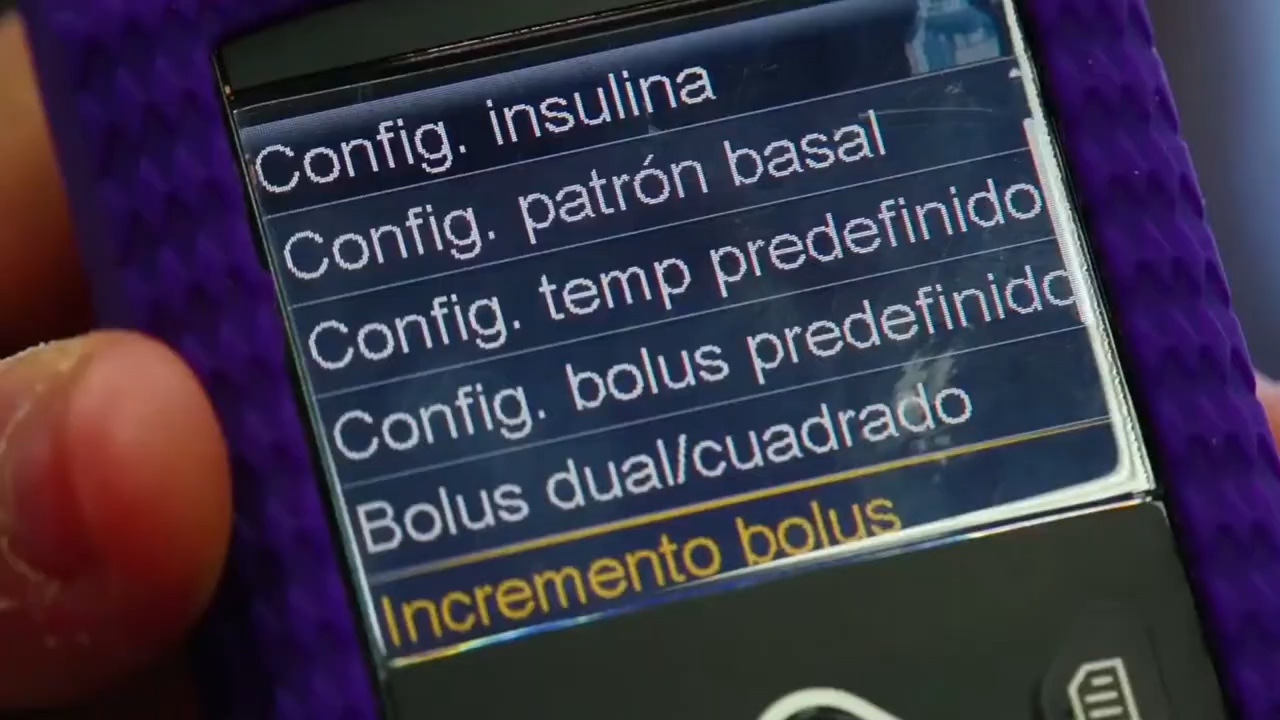 Config. insulina
Config. patrón basal
Config. temp predefinido
Config. bolus predefinido
Bolus dual/cuadrado
Incremento bolus